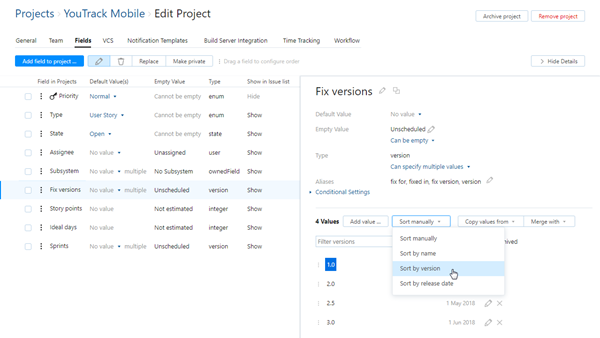 Projects › YouTrack Mobile › Edit Project
Archive project
Remove project
General Team Fields VCS Notification Templates Build Server Integration Time Tracking Workflow
Add field to project ... Replace Make private Drag a field to configure order
Hide Details
Field in Projects Default Value(s) Empty Value Type Show in Issue list
Priority Normal Cannot be empty enum Hide
Type User Story Cannot be empty enum Show
State Open Cannot be empty state Show
Assignee No value Unassigned user Show
Subsystem No value multiple No Subsystem ownedField Show
Fix versions No value multiple Unscheduled version Show
Story points No value Not estimated integer Show
Ideal days No value Not estimated integer Show
Sprints No value multiple Unscheduled version Show
Fix versions
Default Value No value
Empty Value Unscheduled
Can be empty
Type version
Can specify multiple values
Aliases fix for, fixed in, fix version, version
Conditional Settings
4 Values Add value ... Sort manually Copy values from Merge with
Filter versions
Sort manually
Sort by name
Sort by version
Sort by release date
1.0
2.0
2.5 1 May 2018
3.0 1 Jun 2018